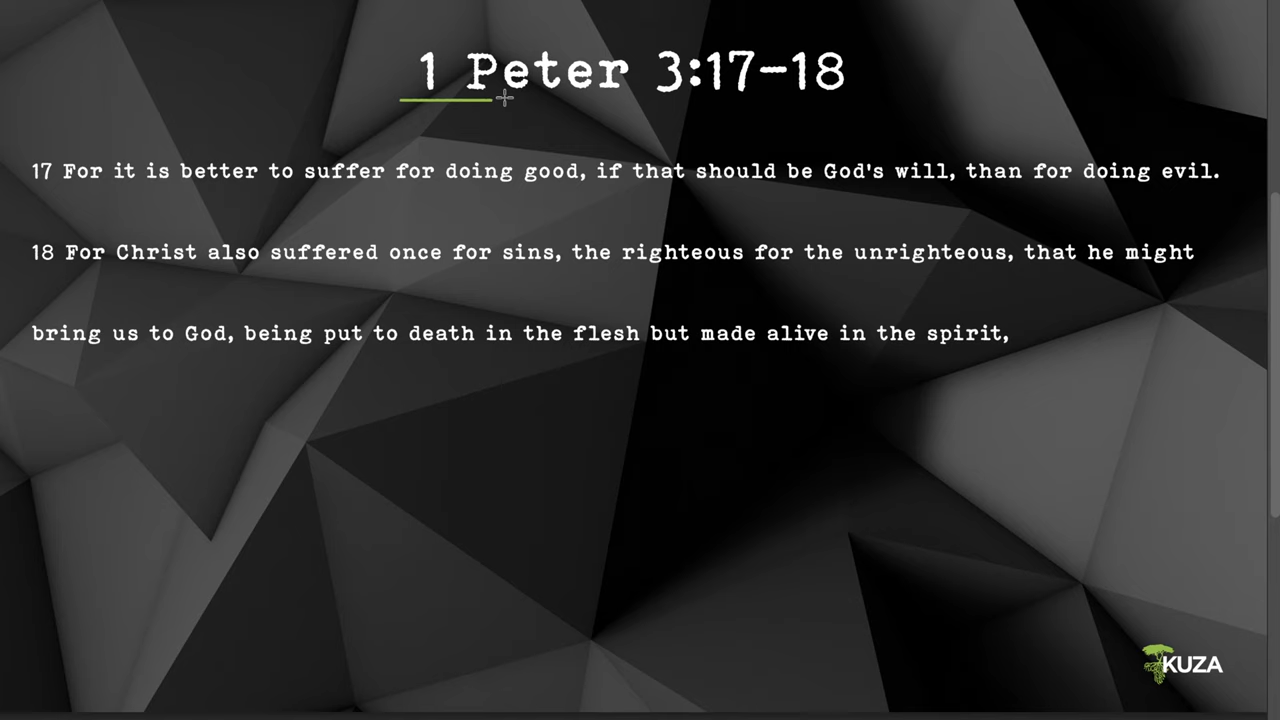 1 Peter 3:17-18
17 For it is better to suffer for doing good, if that should be God's will, than for doing evil.
18 For Christ also suffered once for sins, the righteous for the unrighteous, that he might
bring us to God, being put to death in the flesh but made alive in the spirit,
KUZA